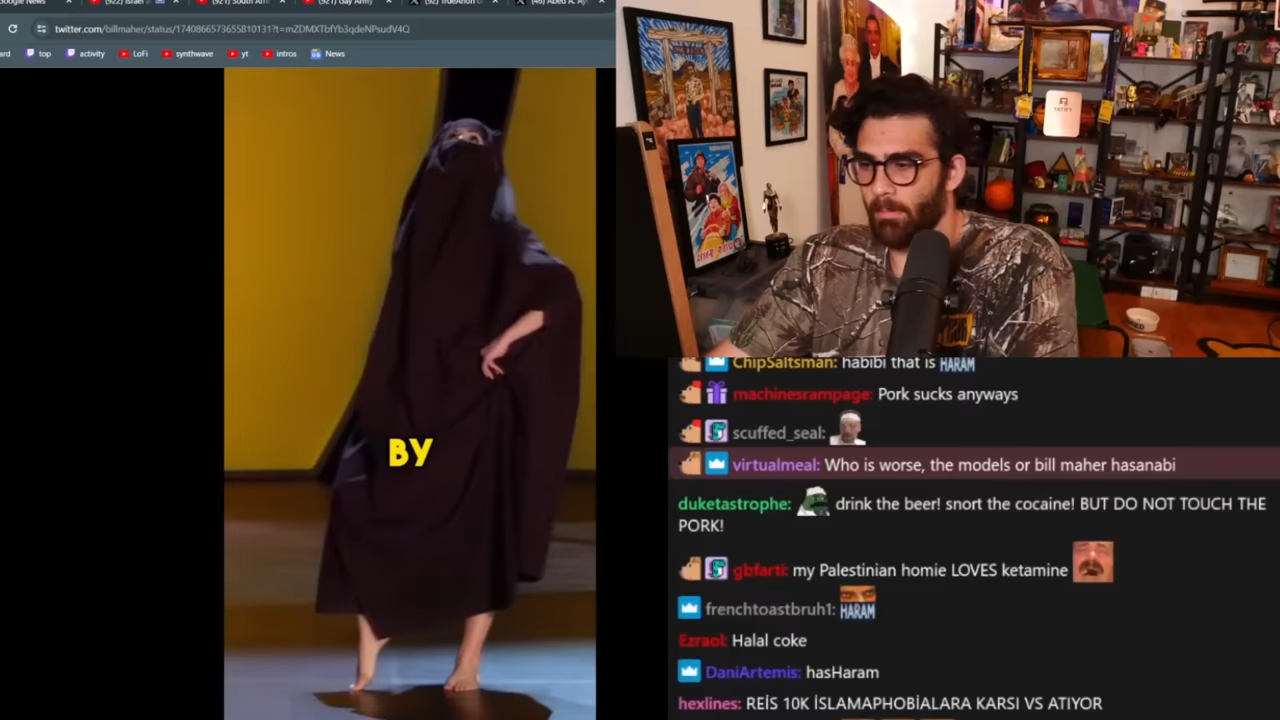 twitter.com/billmaher/status/1740866573655810131?t=mZDMXTbfYb3qdeNPsudV4Q
top
activity
LoFi
synthwave
yt
intros
News
BY
ChipSaltsman: habibi that is HARAM
machinesrampage: Pork sucks anyways
scuffed_seal:
virtualmeal: Who is worse, the models or bill maher hasanabi
duketastrophe: drink the beer! snort the cocaine! BUT DO NOT TOUCH THE
PORK!
gbfarti: my Palestinian homie LOVES ketamine
frenchtoastbruh1: HARAM
Ezraol: Halal coke
DaniArtemis: hasHaram
hexlines: REİS 10K İSLAMAPHOBİALARA KARSI VS ATIYOR